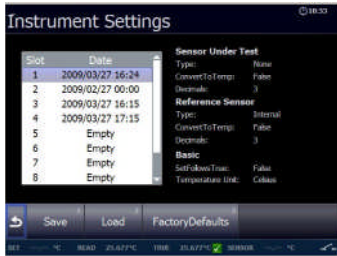 Instrument Settings
10:53
Slot Date
1 2009/03/27 16:24
2 2009/02/27 00:00
3 2009/03/27 16:15
4 2009/03/27 17:15
5 Empty
6 Empty
7 Empty
8 Empty
Sensor Under Test
Type: None
ConvertToTemp: False
Decimals: 3
Reference Sensor
Type: Internal
ConvertToTemp: False
Decimals: 3
Basic
SetFollowsTrue: False
Temperature Unit: Celsius
Save Load FactoryDefaults
SET °C READ 25.677°C TRUE 25.677°C SENSOR °C